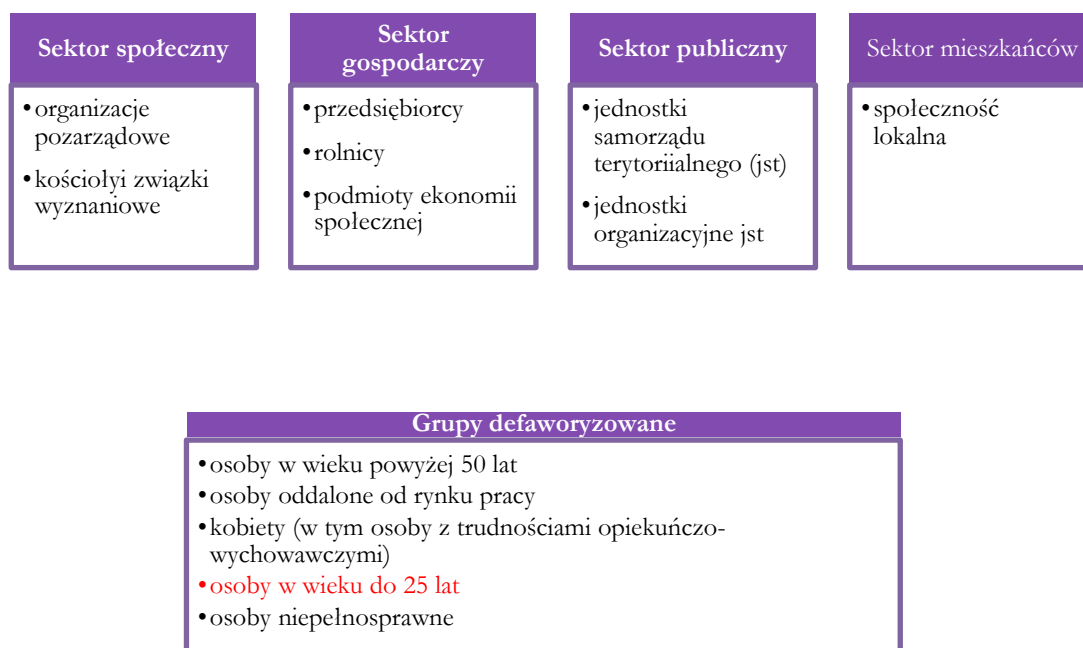 Sektor społeczny
•organizacje
pozarządowe
•kościołyi związki
wyznaniowe
Sektor
gospodarczy
•przedsiębiorcy
•rolnicy
•podmioty ekonomii
społecznej
Sektor publiczny
•jednostki
samorządu
terytoriialnego (jst)
•jednostki
organizacyjne jst
Sektor mieszkańców
•społeczność
lokalna
Grupy defaworyzowane
•osoby w wieku powyżej 50 lat
•osoby oddalone od rynku pracy
•kobiety (w tym osoby z trudnościami opiekuńczo-
wychowawczymi)
•osoby w wieku do 25 lat
•osoby niepełnosprawne